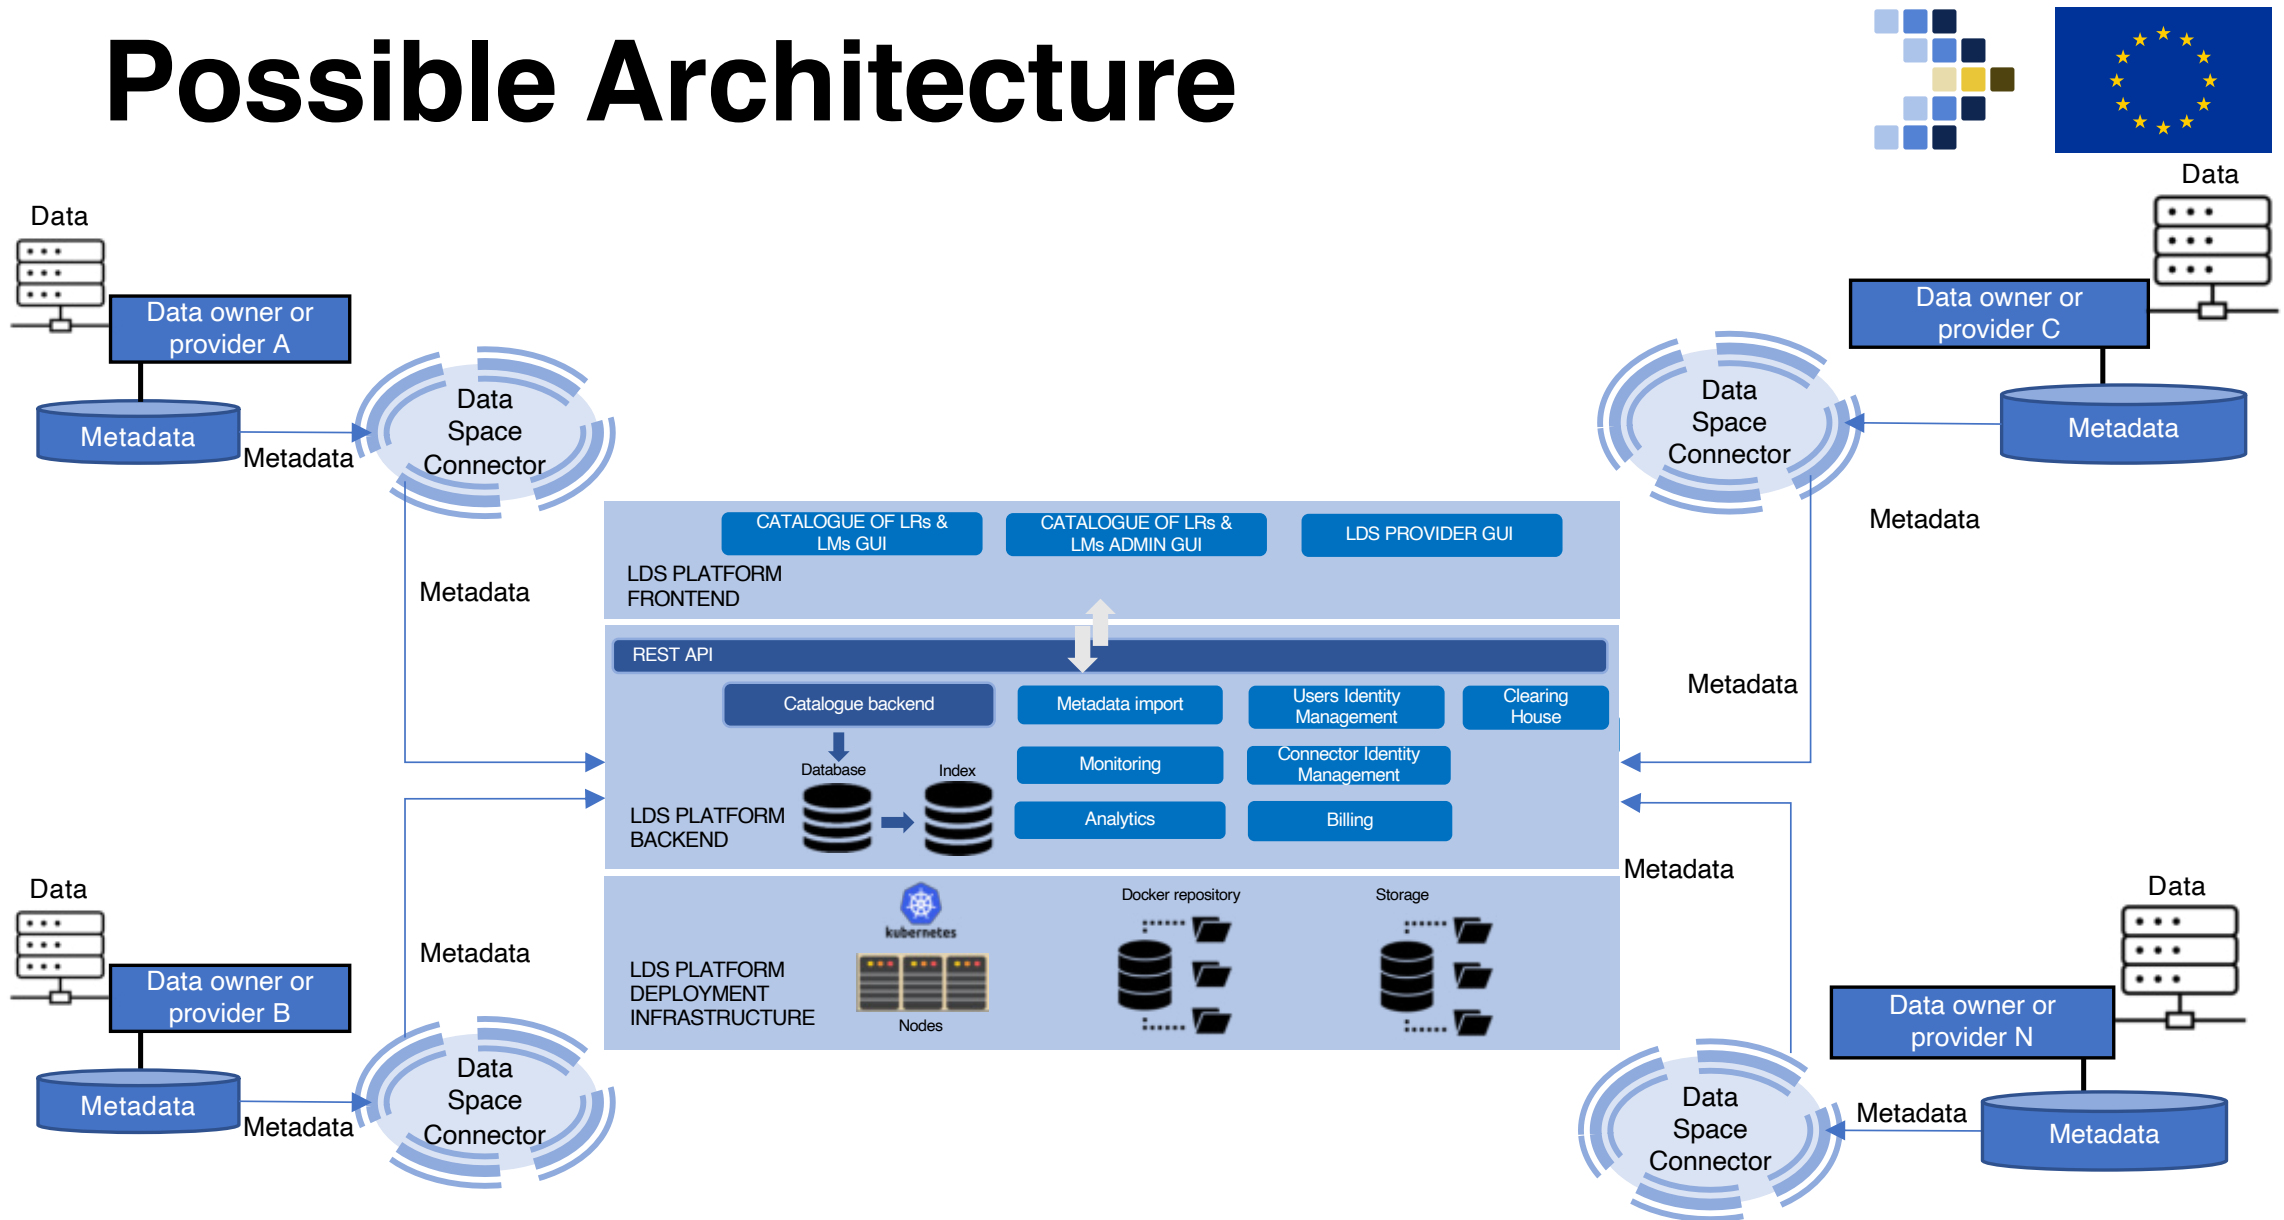 Possible Architecture
Data
Data owner or
provider A
Metadata
Metadata
Data
Space
Connector
Metadata
Data
Data owner or
provider C
Metadata
Data
Space
Connector
Metadata
Metadata
CATALOGUE OF LRs &
LMs GUI
CATALOGUE OF LRs &
LMs ADMIN GUI
LDS PROVIDER GUI
LDS PLATFORM
FRONTEND
REST API
Catalogue backend
Metadata import
Users Identity
Management
Clearing
House
Database
Index
Monitoring
Connector Identity
Management
LDS PLATFORM
BACKEND
Analytics
Billing
kubernetes
Nodes
Docker repository
Storage
LDS PLATFORM
DEPLOYMENT
INFRASTRUCTURE
Data
Data owner or
provider B
Metadata
Metadata
Data
Space
Connector
Metadata
Metadata
Data
Data owner or
provider N
Metadata
Metadata
Data
Space
Connector